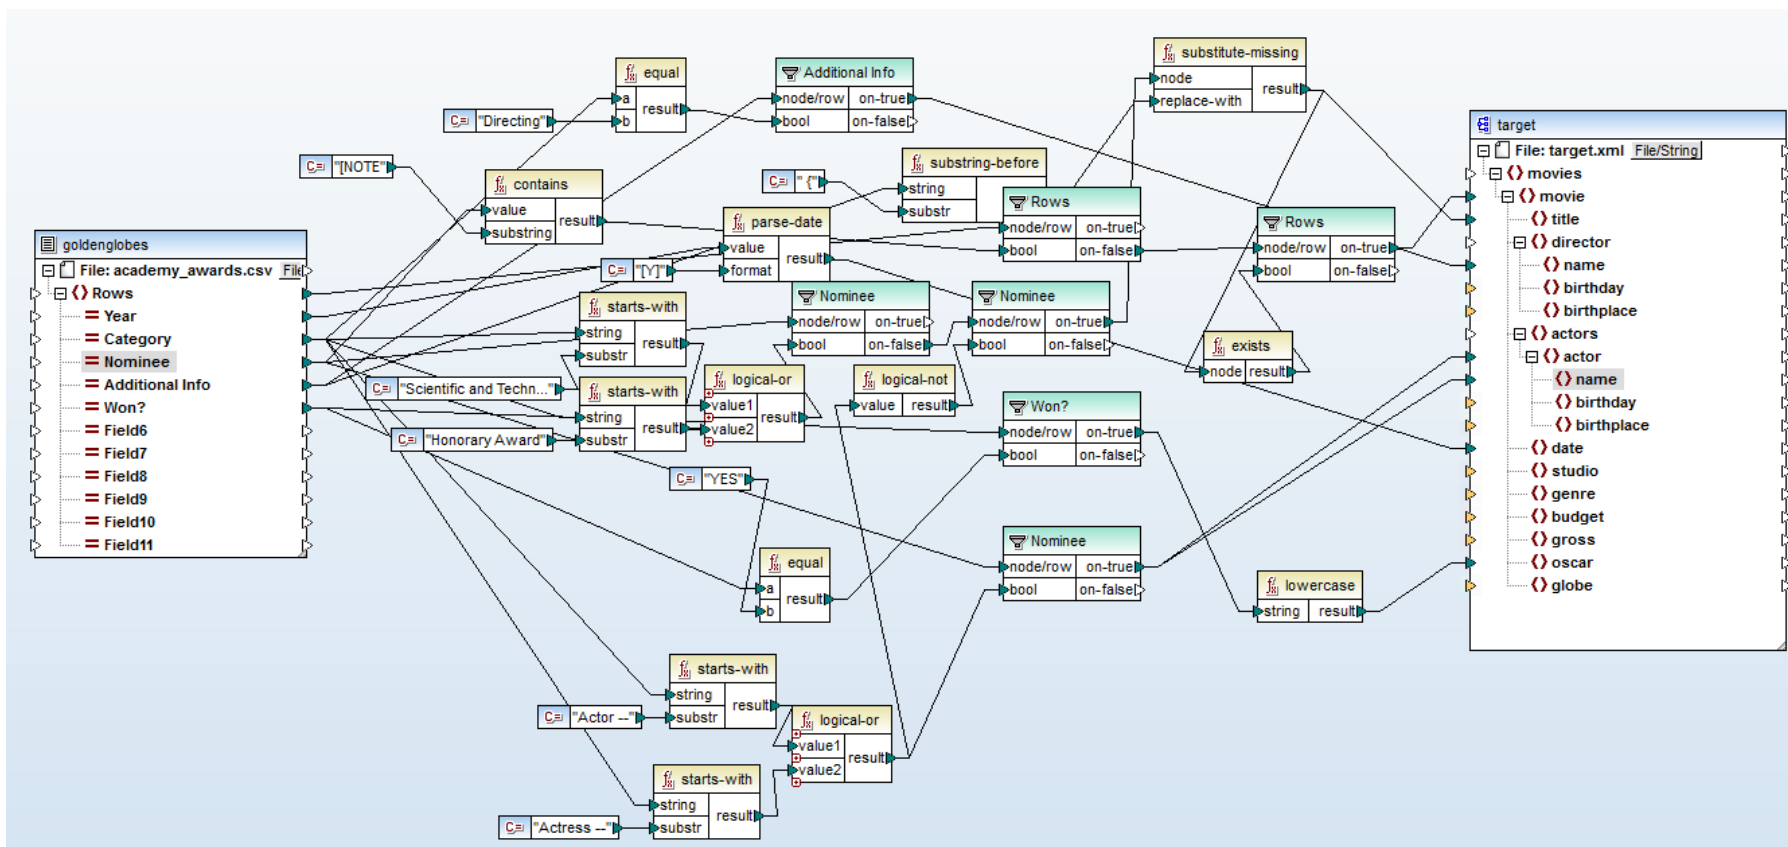 goldenglobes
File: academy_awards.csv File
Rows
Year
Category
Nominee
Additional Info
Won?
Field6
Field7
Field8
Field9
Field10
Field11
"Directing"
equal
a
b
result
Additional Info
node/row on-true
bool on-false
"[NOTE"
contains
value
substring
result
" {"
substring-before
string
substr
substitute-missing
node
replace-with
result
"[Y]"
parse-date
value
format
result
Rows
node/row on-true
bool on-false
Rows
node/row on-true
bool on-false
starts-with
string
substr
result
Nominee
node/row on-true
bool on-false
Nominee
node/row on-true
bool on-false
exists
node result
"Scientific and Techn...
starts-with
string
substr
result
"Honorary Award"
logical-or
value1
value2
result
logical-not
value result
Won?
node/row on-true
bool on-false
"YES"
equal
a
b
result
Nominee
node/row on-true
bool on-false
lowercase
string result
"Actor --"
starts-with
string
substr
result
logical-or
value1
value2
result
"Actress --"
starts-with
string
substr
result
target
File: target.xml File/String
movies
movie
title
director
name
birthday
birthplace
actors
actor
name
birthday
birthplace
date
studio
genre
budget
gross
oscar
globe